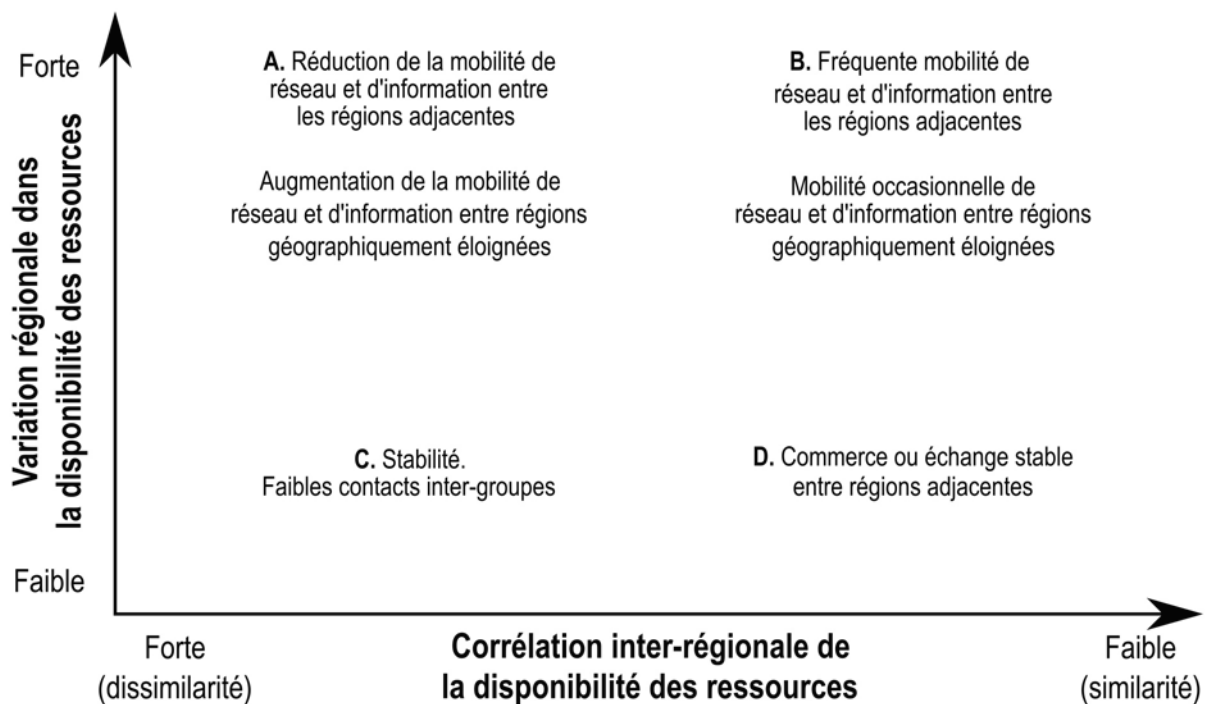 Forte
Variation régionale dans
la disponibilité des ressources
Faible
A. Réduction de la mobilité de
réseau et d'information entre
les régions adjacentes
Augmentation de la mobilité de
réseau et d'information entre régions
géographiquement éloignées
B. Fréquente mobilité de
réseau et d'information entre
les régions adjacentes
Mobilité occasionnelle de
réseau et d'information entre régions
géographiquement éloignées
C. Stabilité.
Faibles contacts inter-groupes
D. Commerce ou échange stable
entre régions adjacentes
Forte
(dissimilarité)
Corrélation inter-régionale de
la disponibilité des ressources
Faible
(similarité)